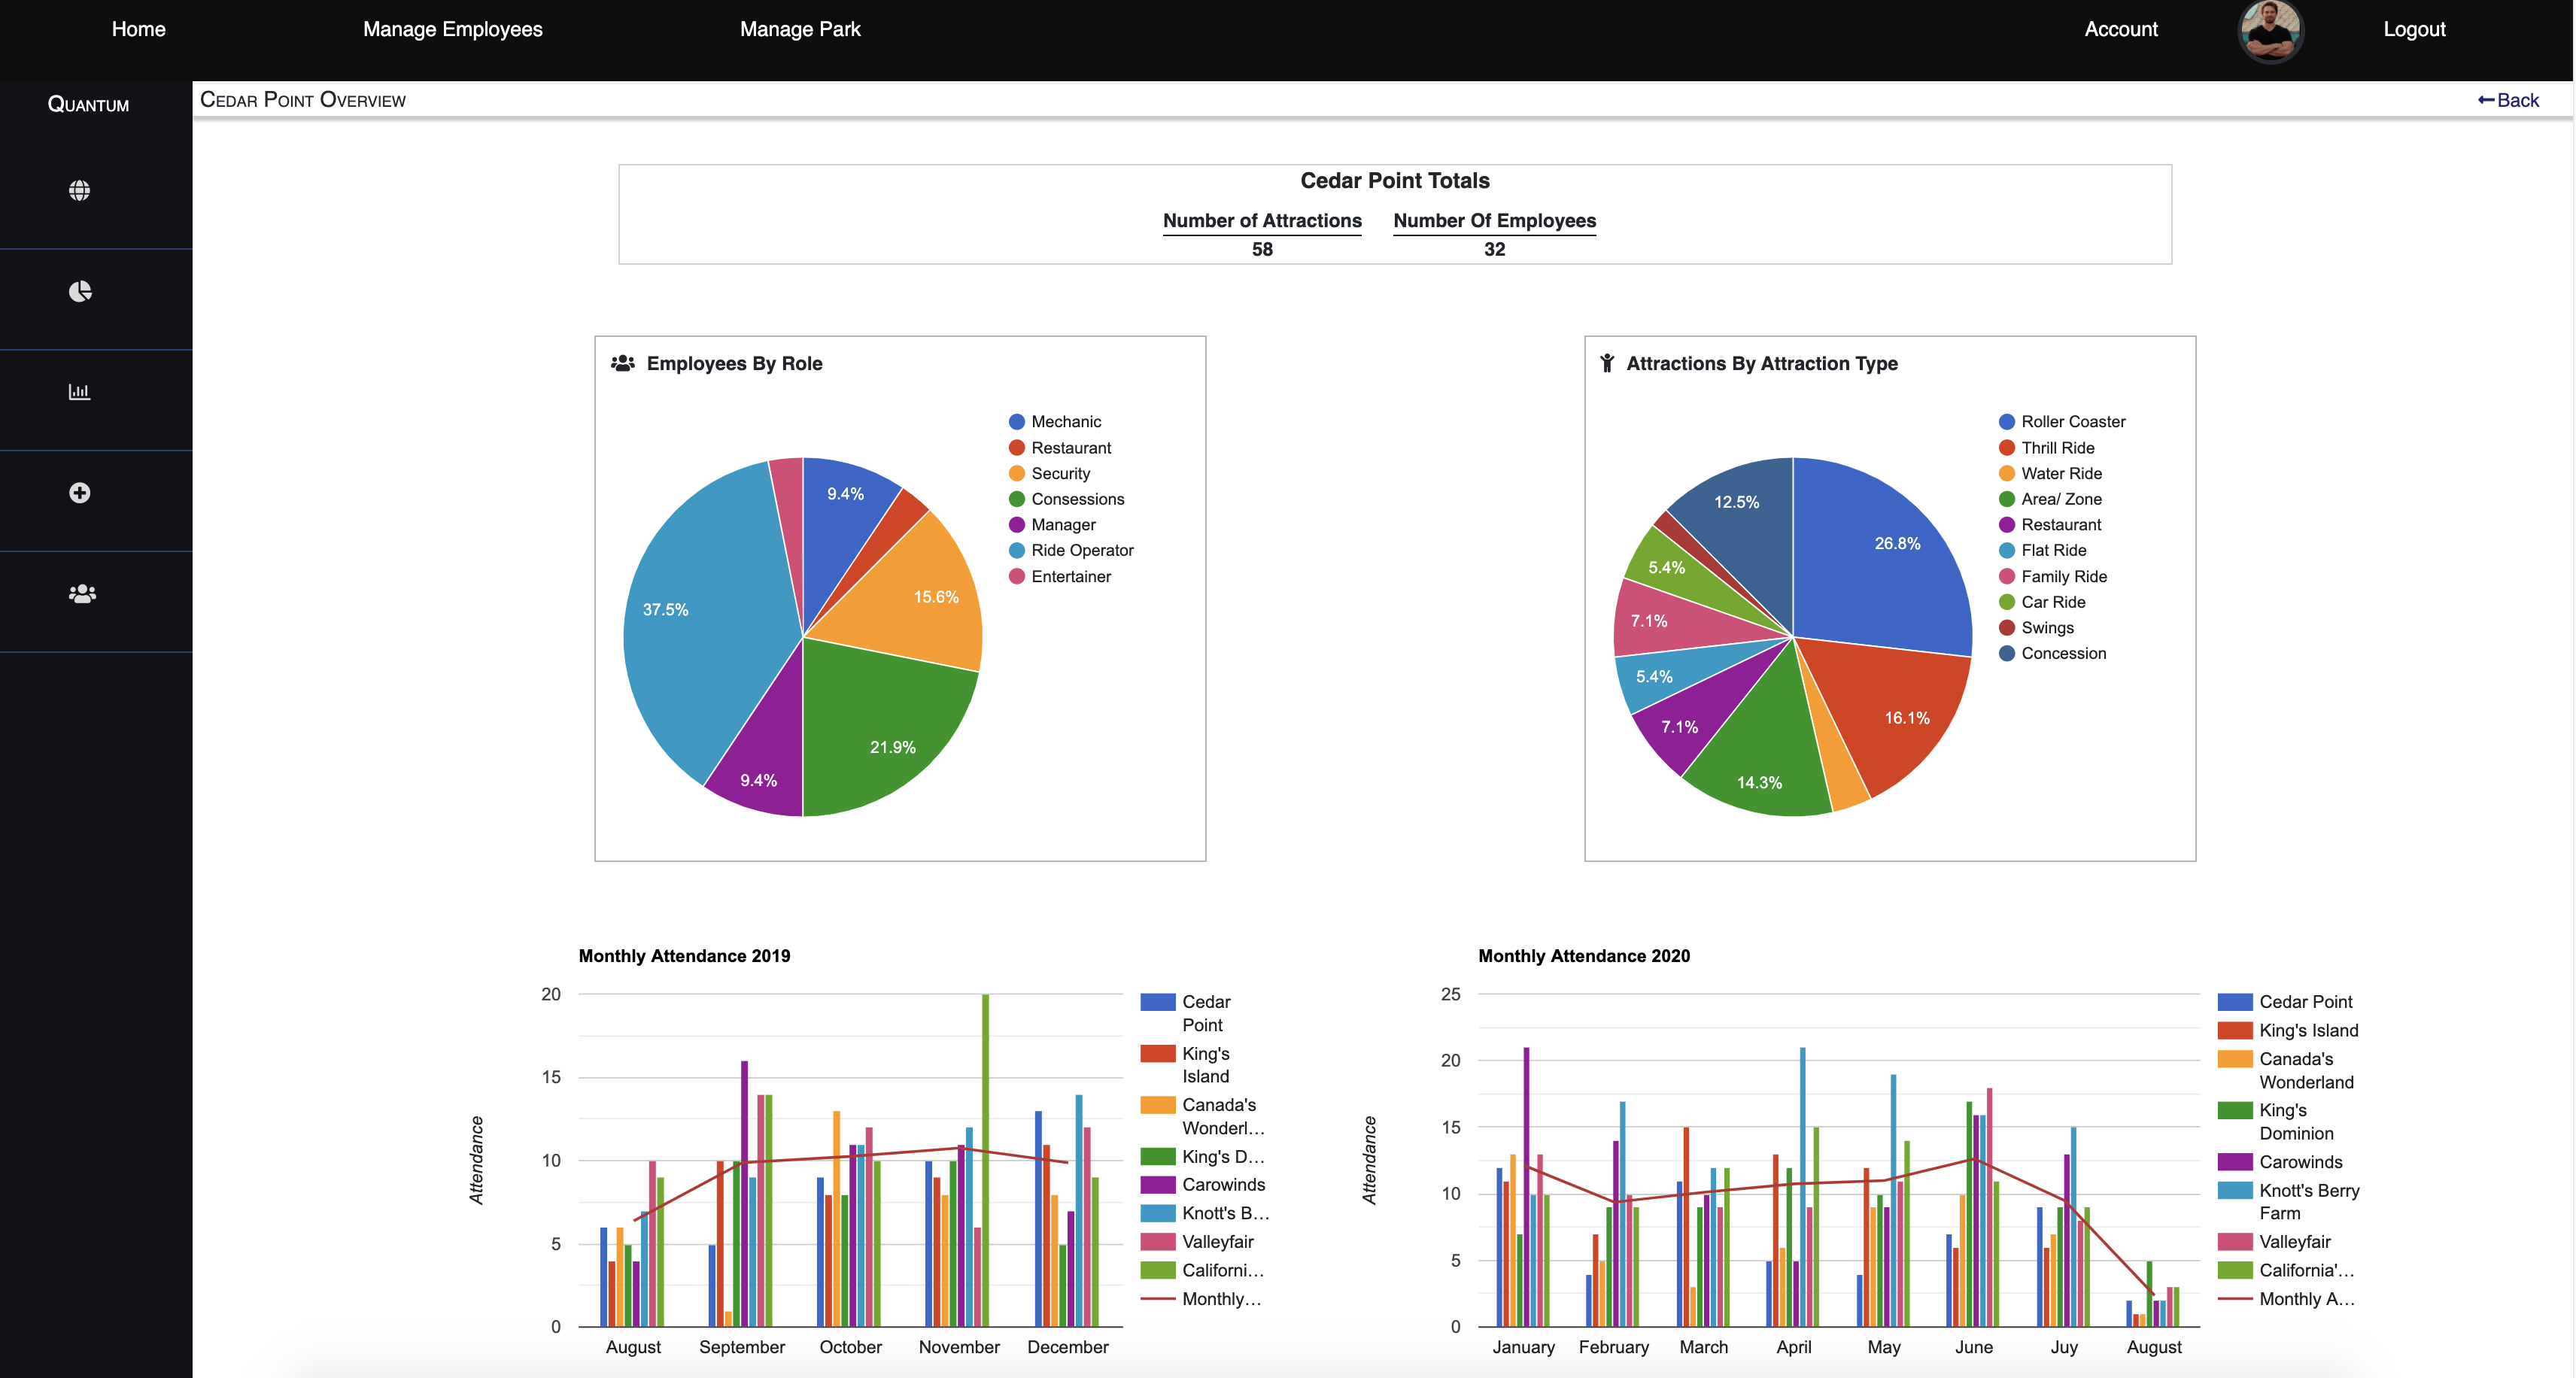 Home
Manage Employees
Manage Park
Account
Logout
QUANTUM
CEDAR POINT OVERVIEW
Back
Cedar Point Totals
Number of Attractions
Number Of Employees
58
32
Employees By Role
Mechanic
Restaurant
Security
Consessions
Manager
Ride Operator
Entertainer
9.4%
15.6%
37.5%
21.9%
9.4%
Attractions By Attraction Type
Roller Coaster
Thrill Ride
Water Ride
Area/ Zone
Restaurant
Flat Ride
Family Ride
Car Ride
Swings
Concession
12.5%
26.8%
5.4%
7.1%
5.4%
16.1%
7.1%
14.3%
Monthly Attendance 2019
20
15
10
5
0
Attendance
August
September
October
November
December
Cedar
Point
King's
Island
Canada's
Wonderl...
King's D...
Carowinds
Knott's B...
Valleyfair
Californi...
Monthly...
Monthly Attendance 2020
25
20
15
10
5
0
Attendance
January
February
March
April
May
June
Juy
August
Cedar Point
King's Island
Canada's
Wonderland
King's
Dominion
Carowinds
Knott's Berry
Farm
Valleyfair
California'...
Monthly A...